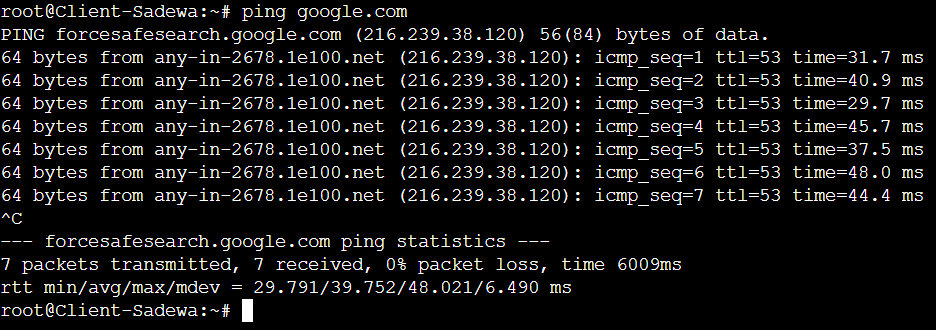 root@Client-Sadewa:~# ping google.com
PING forcesafesearch.google.com (216.239.38.120) 56(84) bytes of data.
64 bytes from any-in-2678.1e100.net (216.239.38.120): icmp_seq=1 ttl=53 time=31.7 ms
64 bytes from any-in-2678.1e100.net (216.239.38.120): icmp_seq=2 ttl=53 time=40.9 ms
64 bytes from any-in-2678.1e100.net (216.239.38.120): icmp_seq=3 ttl=53 time=29.7 ms
64 bytes from any-in-2678.1e100.net (216.239.38.120): icmp_seq=4 ttl=53 time=45.7 ms
64 bytes from any-in-2678.1e100.net (216.239.38.120): icmp_seq=5 ttl=53 time=37.5 ms
64 bytes from any-in-2678.1e100.net (216.239.38.120): icmp_seq=6 ttl=53 time=48.0 ms
64 bytes from any-in-2678.1e100.net (216.239.38.120): icmp_seq=7 ttl=53 time=44.4 ms
^C
--- forcesafesearch.google.com ping statistics ---
7 packets transmitted, 7 received, 0% packet loss, time 6009ms
rtt min/avg/max/mdev = 29.791/39.752/48.021/6.490 ms
root@Client-Sadewa:~#